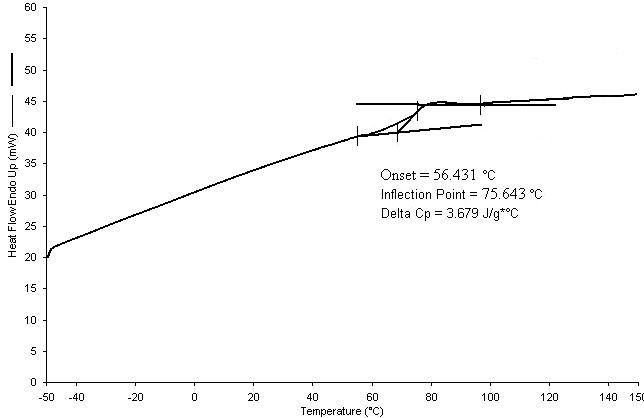 60
55
50
45
40
35
30
25
20
15
10
5
0
Heat Flow Endo Up (mW)
Onset = 56.431 °C
Inflection Point = 75.643 °C
Delta Cp = 3.679 J/g*°C
-50 -40 -20 0 20 40 60 80 100 120 140 150
Temperature (°C)